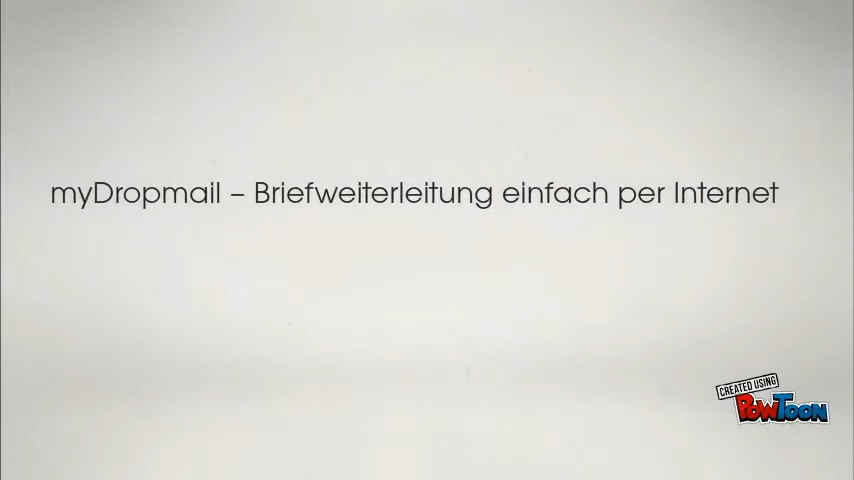 myDropmail – Briefweiterleitung einfach per Internet
CREATED USING
POWTOON